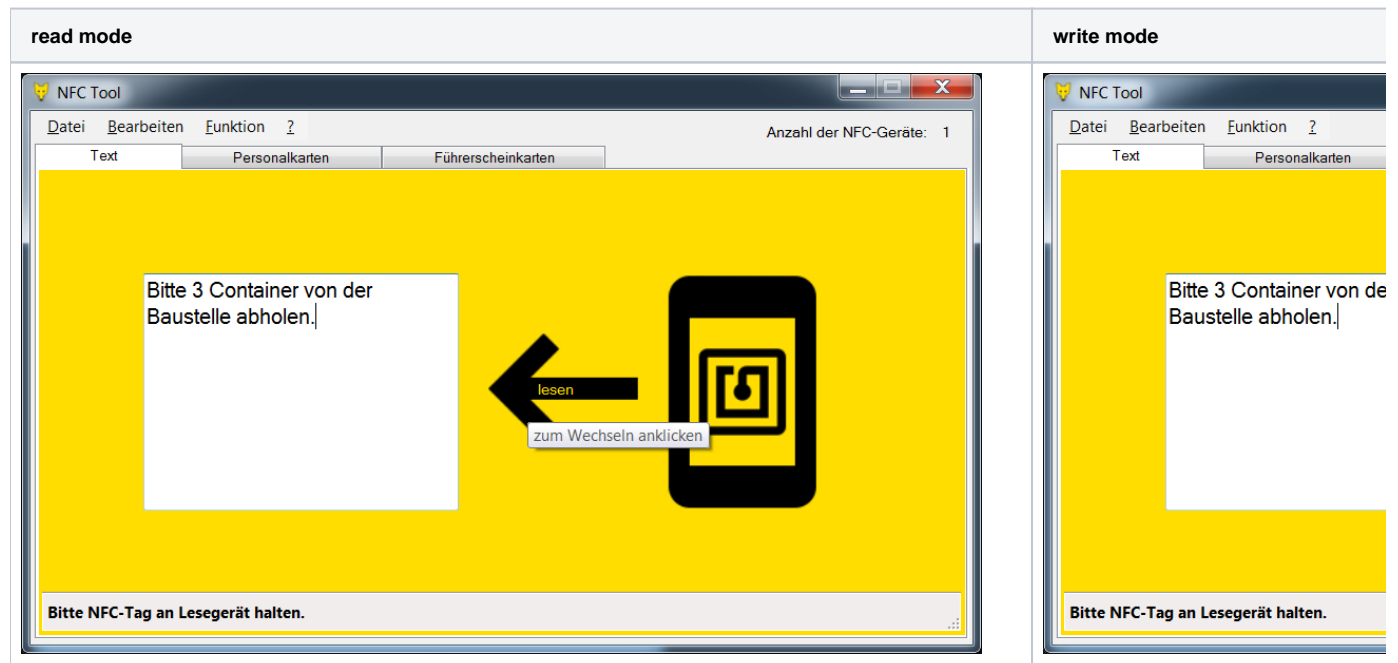 read mode
NFC Tool
Datei Bearbeiten Funktion ?
Anzahl der NFC-Geräte: 1
Text Personalkarten Führerscheinkarten
Bitte 3 Container von der
Baustelle abholen.
lesen
zum Wechseln anklicken
Bitte NFC-Tag an Lesegerät halten.
write mode
NFC Tool
Datei Bearbeiten Funktion ?
Text Personalkarten
Bitte 3 Container von de
Baustelle abholen.
Bitte NFC-Tag an Lesegerät halten.